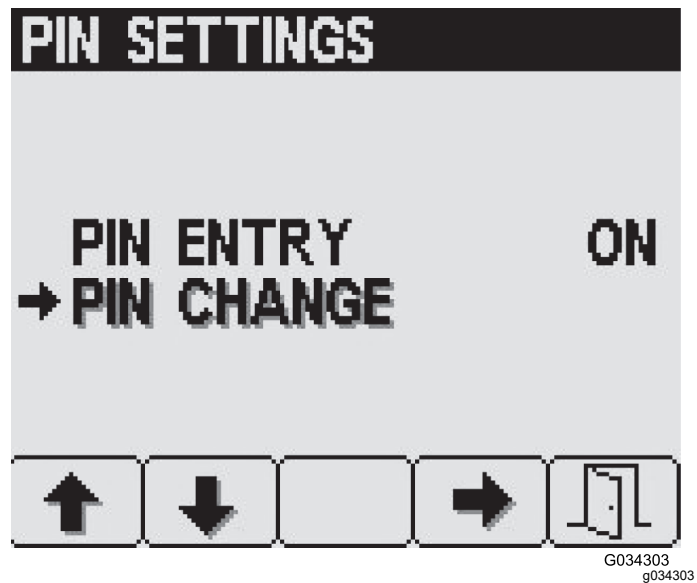 PIN SETTINGS
PIN ENTRY ON
PIN CHANGE
G034303
g034303